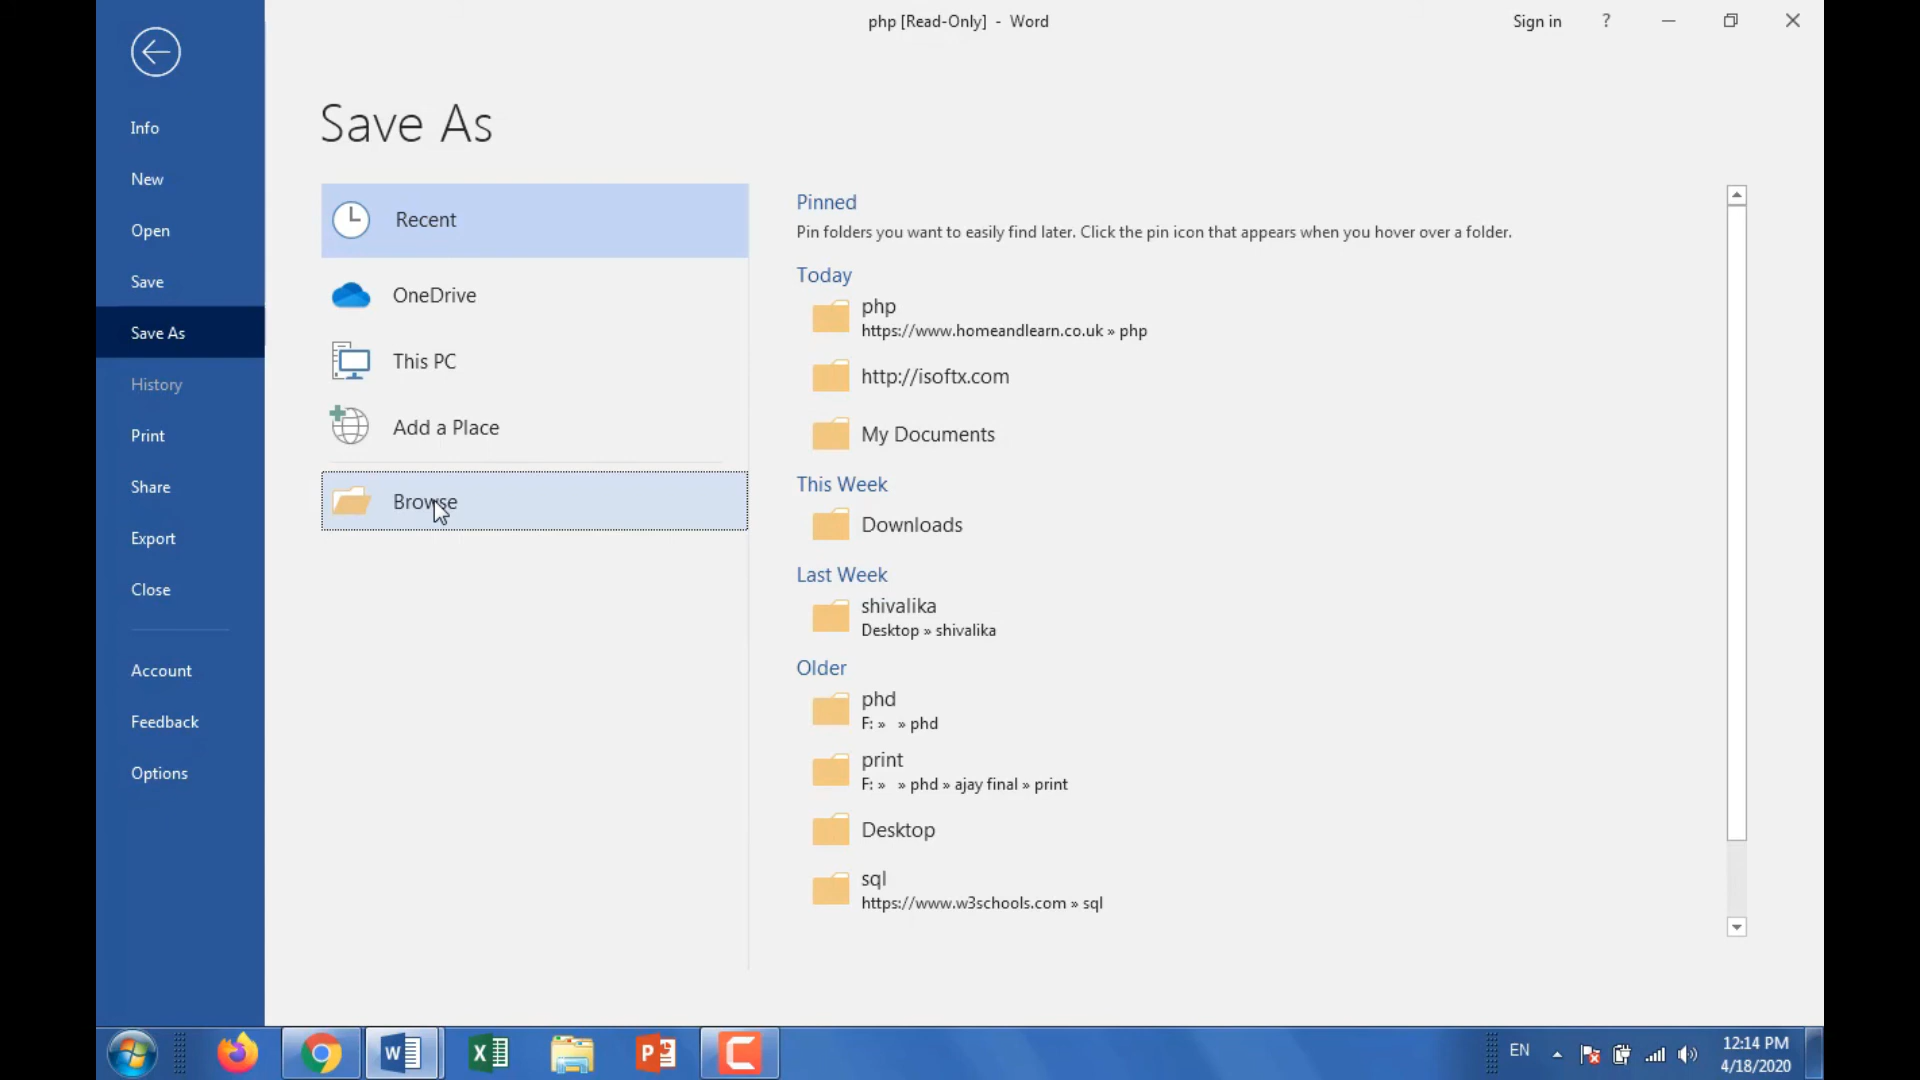 php [Read-Only] - Word
Sign in
?
Info
New
Open
Save
Save As
History
Print
Share
Export
Close
Account
Feedback
Options
Save As
Recent
OneDrive
This PC
Add a Place
Browse
Pinned
Pin folders you want to easily find later. Click the pin icon that appears when you hover over a folder.
Today
php
https://www.homeandlearn.co.uk » php
http://isoftx.com
My Documents
This Week
Downloads
Last Week
shivalika
Desktop » shivalika
Older
phd
F: » » phd
print
F: » » phd » ajay final » print
Desktop
sql
https://www.w3schools.com » sql
EN
12:14 PM
4/18/2020